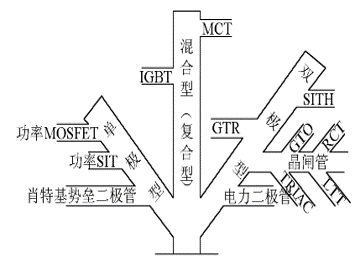 MCT
IGBT
混合型(复合型)
双极型
SITH
GTR
GTO
RCT
晶闸管
TRIAC
LTT
功率MOSFET
单极型
功率SIT
肖特基势垒二极管
电力二极管